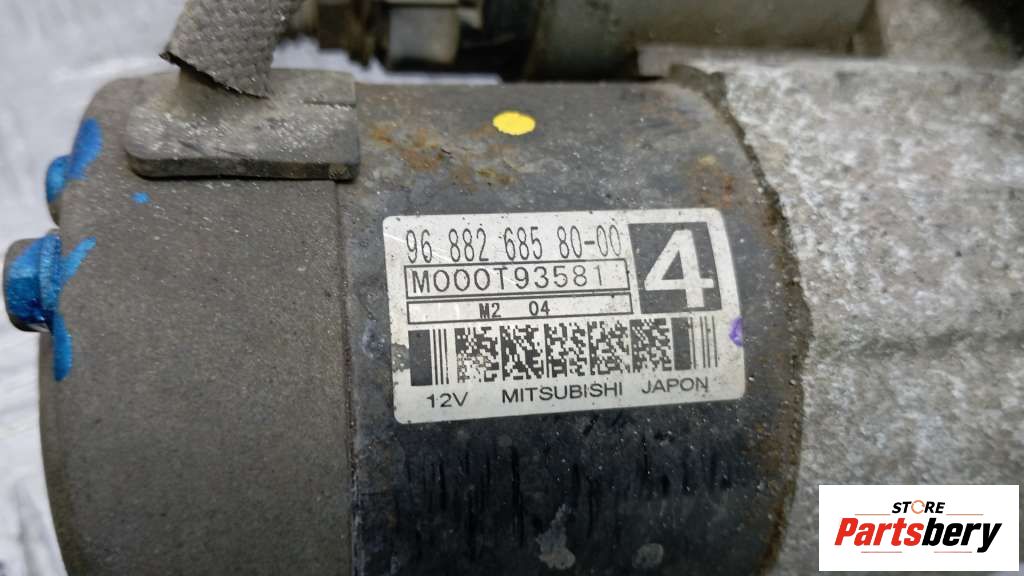 96 882 685 80-00
4
M000T93581
M2 04
12V MITSUBISHI JAPON
STORE
Partsbery